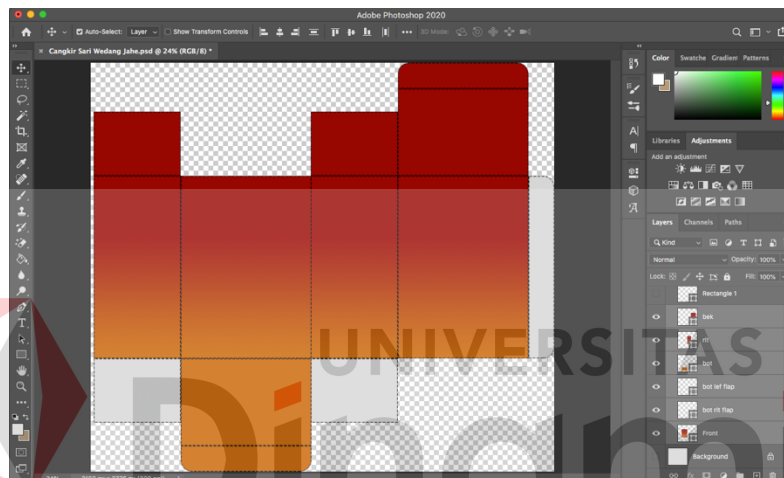 Adobe Photoshop 2020
Auto-Select: Layer Show Transform Controls 3D Mode:
Cangkir Sari Wedang Jahe.psd @ 24% (RGB/8) *
Color Swatche Gradien Patterns
Libraries Adjustments
Add an adjustment
Layers Channels Paths
Kind
Normal Opacity: 100%
Lock: Fill: 100%
Rectangle 1
bak
rit
bot
bot lef flap
bot rit flap
Front
Background
UNIVERSITAS
Dinam